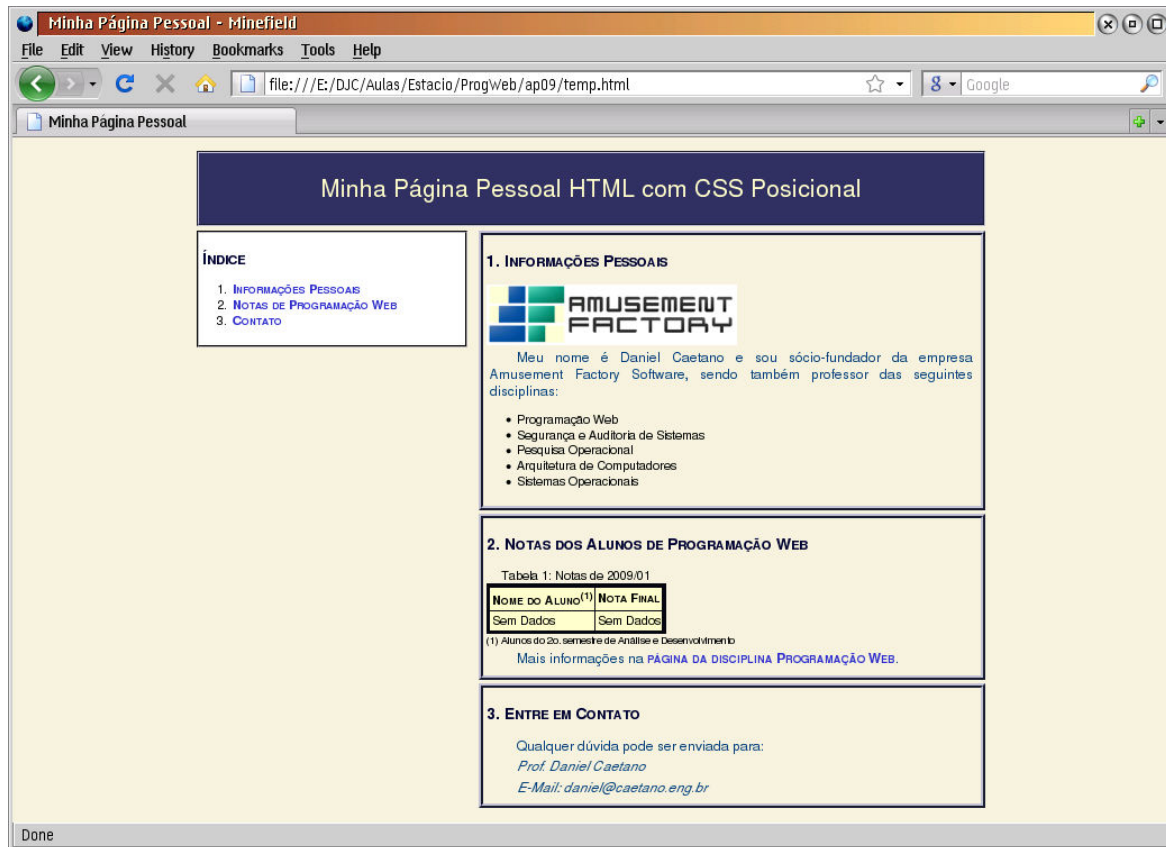 Minha Página Pessoal - Minefield
File Edit View History Bookmarks Tools Help
file:///E:/DJC/Aulas/Estacio/ProgWeb/ap09/temp.html
8 Google
Minha Página Pessoal
Minha Página Pessoal HTML com CSS Posicional
ÍNDICE
1. INFORMAÇÕES PESSOAIS
2. NOTAS DE PROGRAMAÇÃO WEB
3. CONTATO
1. INFORMAÇÕES PESSOAIS
AMUSEMENT
FACTORY
Meu nome é Daniel Caetano e sou sócio-fundador da empresa
Amusement Factory Software, sendo também professor das seguintes
disciplinas:
• Programação Web
• Segurança e Auditoria de Sistemas
• Pesquisa Operacional
• Arquitetura de Computadores
• Sistemas Operacionais
2. NOTAS DOS ALUNOS DE PROGRAMAÇÃO WEB
Tabela 1: Notas de 2009/01
NOME DO ALUNO(1) NOTA FINAL
Sem Dados Sem Dados
(1) Alunos do 2o. semestre de Análise e Desenvolvimento
Mais informações na PÁGINA DA DISCIPLINA PROGRAMAÇÃO WEB.
3. ENTRE EM CONTATO
Qualquer dúvida pode ser enviada para:
Prof. Daniel Caetano
E-Mail: daniel@caetano.eng.br
Done